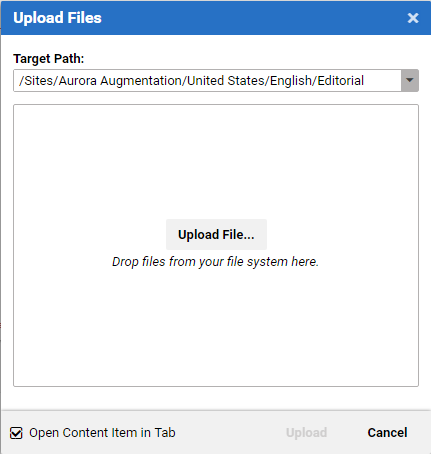 Upload Files
Target Path:
/Sites/Aurora Augmentation/United States/English/Editorial
Upload File...
Drop files from your file system here.
Open Content Item in Tab
Upload
Cancel